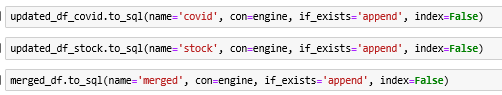 updated_df_covid.to_sql(name='covid', con=engine, if_exists='append', index=False)
updated_df_stock.to_sql(name='stock', con=engine, if_exists='append', index=False)
merged_df.to_sql(name='merged', con=engine, if_exists='append', index=False)